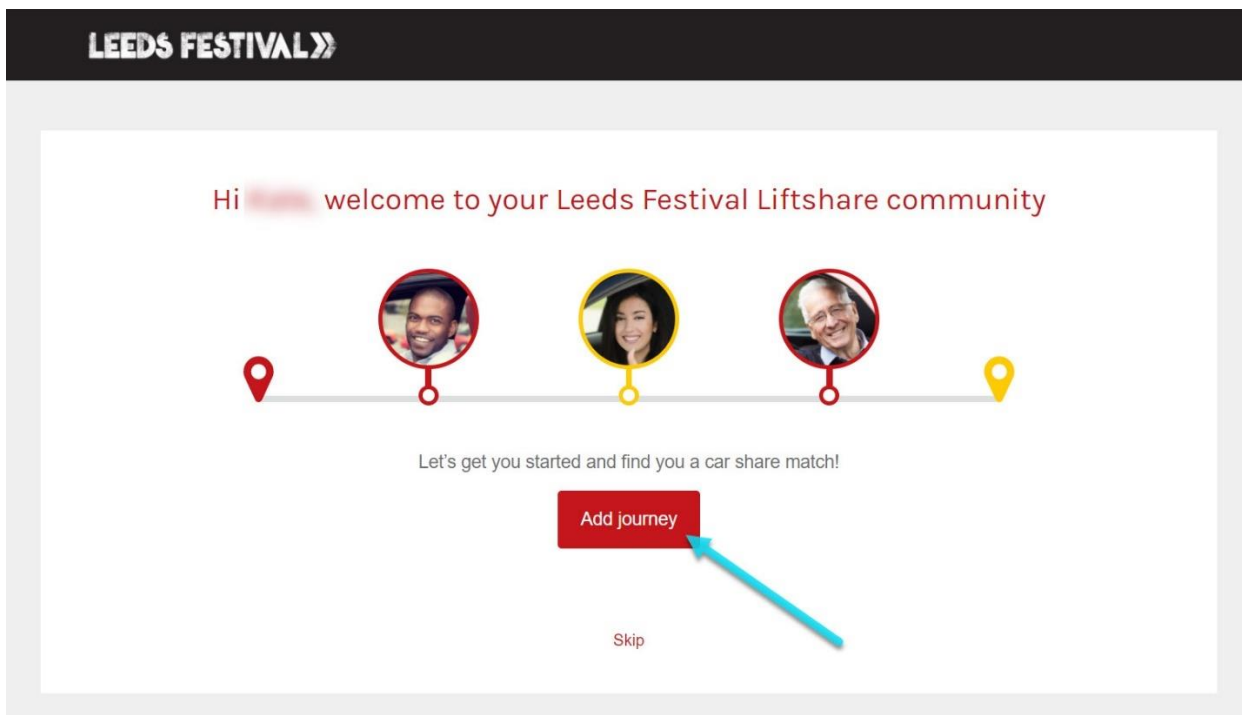 LEEDS FESTIVAL
Hi welcome to your Leeds Festival Liftshare community
Let's get you started and find you a car share match!
Add journey
Skip